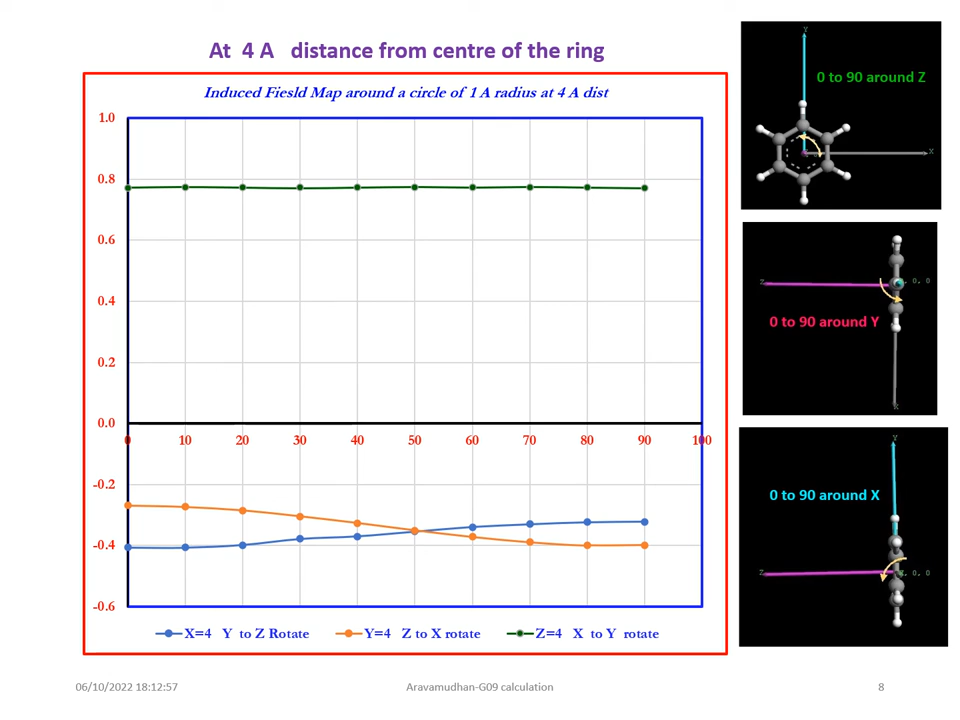 At 4 A distance from centre of the ring
Induced Fiesld Map around a circle of 1 A radius at 4 A dist
1.0
0.8
0.6
0.4
0.2
0.0
-0.2
-0.4
-0.6
0 10 20 30 40 50 60 70 80 90 100
X=4 Y to Z Rotate
Y=4 Z to X rotate
Z=4 X to Y rotate
Y
0 to 90 around Z
X
Z
, 0, 0
0 to 90 around Y
X
Y
0 to 90 around X
Z
, 0, 0
06/10/2022 18:12:57
Aravamudhan-G09 calculation
8